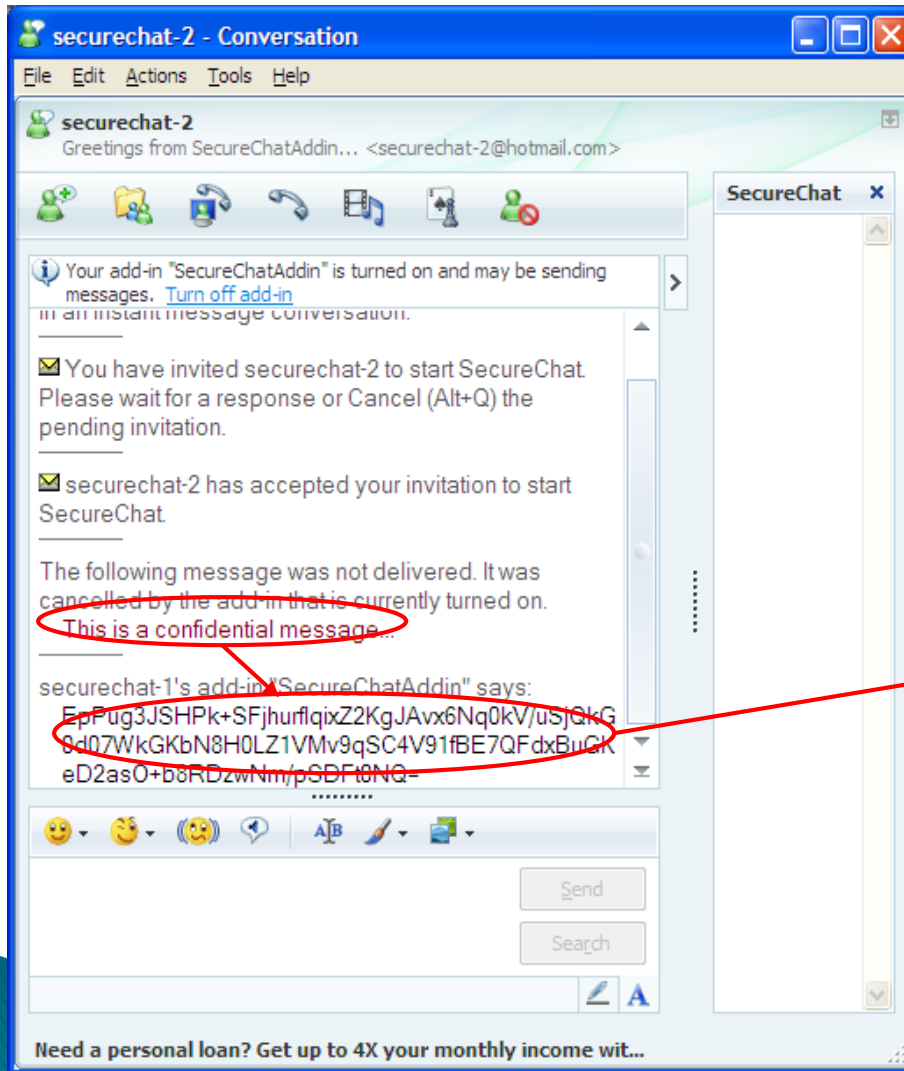 securechat-2 - Conversation
File Edit Actions Tools Help
securechat-2
Greetings from SecureChatAddin... <securechat-2@hotmail.com>
SecureChat
Your add-in "SecureChatAddin" is turned on and may be sending
messages. Turn off add-in
in an instant message conversation.
You have invited securechat-2 to start SecureChat.
Please wait for a response or Cancel (Alt+Q) the
pending invitation.
securechat-2 has accepted your invitation to start
SecureChat.
The following message was not delivered. It was
cancelled by the add-in that is currently turned on.
This is a confidential message...
securechat-1's add-in "SecureChatAddin" says:
Send
Search
Need a personal loan? Get up to 4X your monthly income wit...